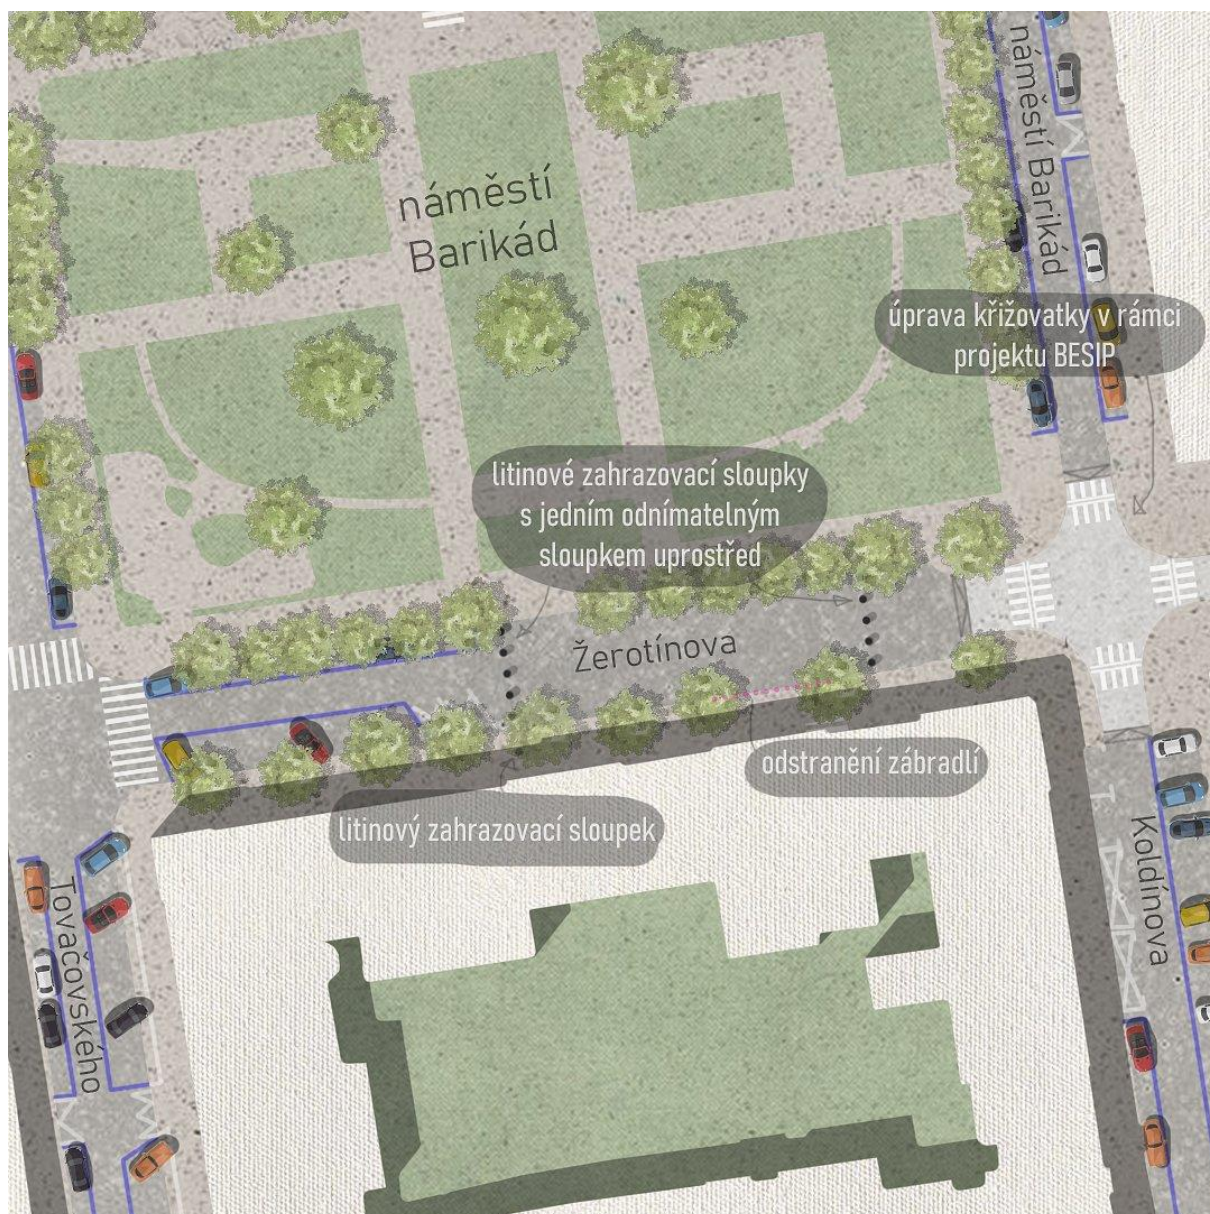 náměstí
Barikád
náměstí Barikád
úprava křižovatky v rámci
projektu BESIP
litinové zahrazovací sloupky
s jedním odnímatelným
sloupkem uprostřed
Žerotínova
odstranění zábradlí
litinový zahrazovací sloupek
Tovačovského
Koldínova